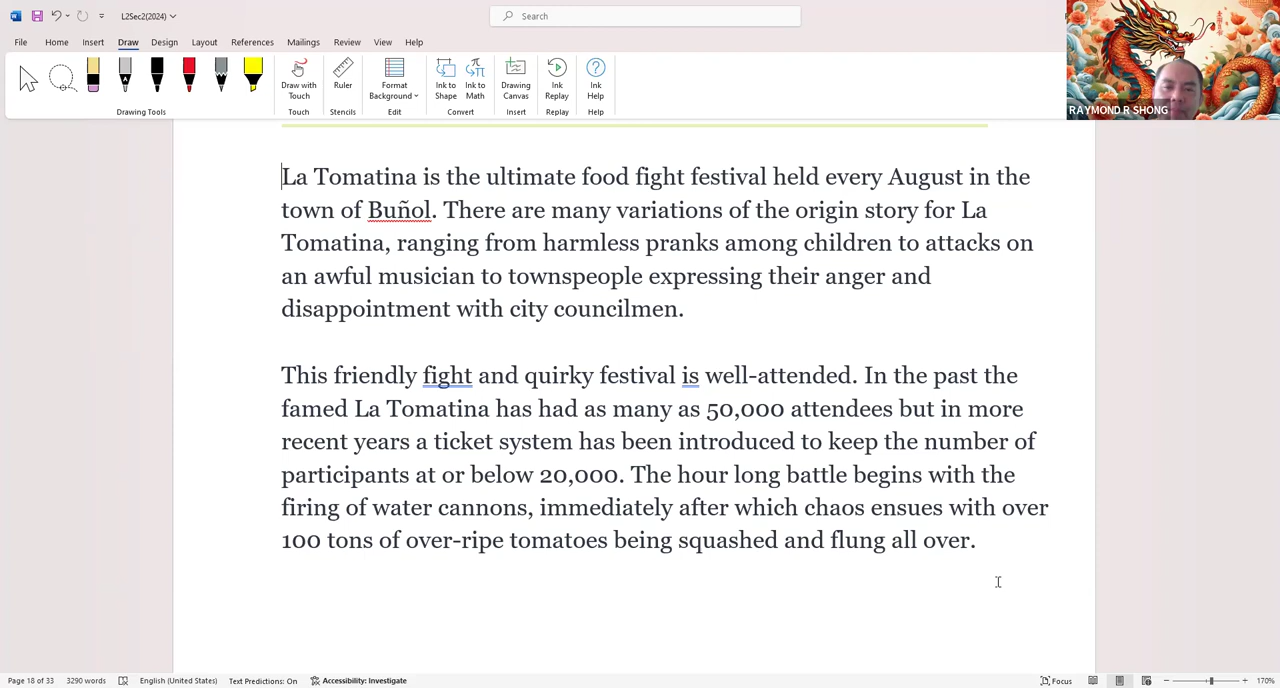 L2Sec2(2024)
Search
File Home Insert Draw Design Layout References Mailings Review View Help
Draw with Touch
Ruler
Format Background
Ink to Shape
Ink to Math
Drawing Canvas
Ink Replay
Ink Help
Drawing Tools Touch Stencils Edit Convert Insert Replay Help
RAYMOND R SHONG
La Tomatina is the ultimate food fight festival held every August in the
town of Buñol. There are many variations of the origin story for La
Tomatina, ranging from harmless pranks among children to attacks on
an awful musician to townspeople expressing their anger and
disappointment with city councilmen.
This friendly fight and quirky festival is well-attended. In the past the
famed La Tomatina has had as many as 50,000 attendees but in more
recent years a ticket system has been introduced to keep the number of
participants at or below 20,000. The hour long battle begins with the
firing of water cannons, immediately after which chaos ensues with over
100 tons of over-ripe tomatoes being squashed and flung all over.
Page 18 of 33 3290 words English (United States) Text Predictions: On Accessibility: Investigate Focus 170%